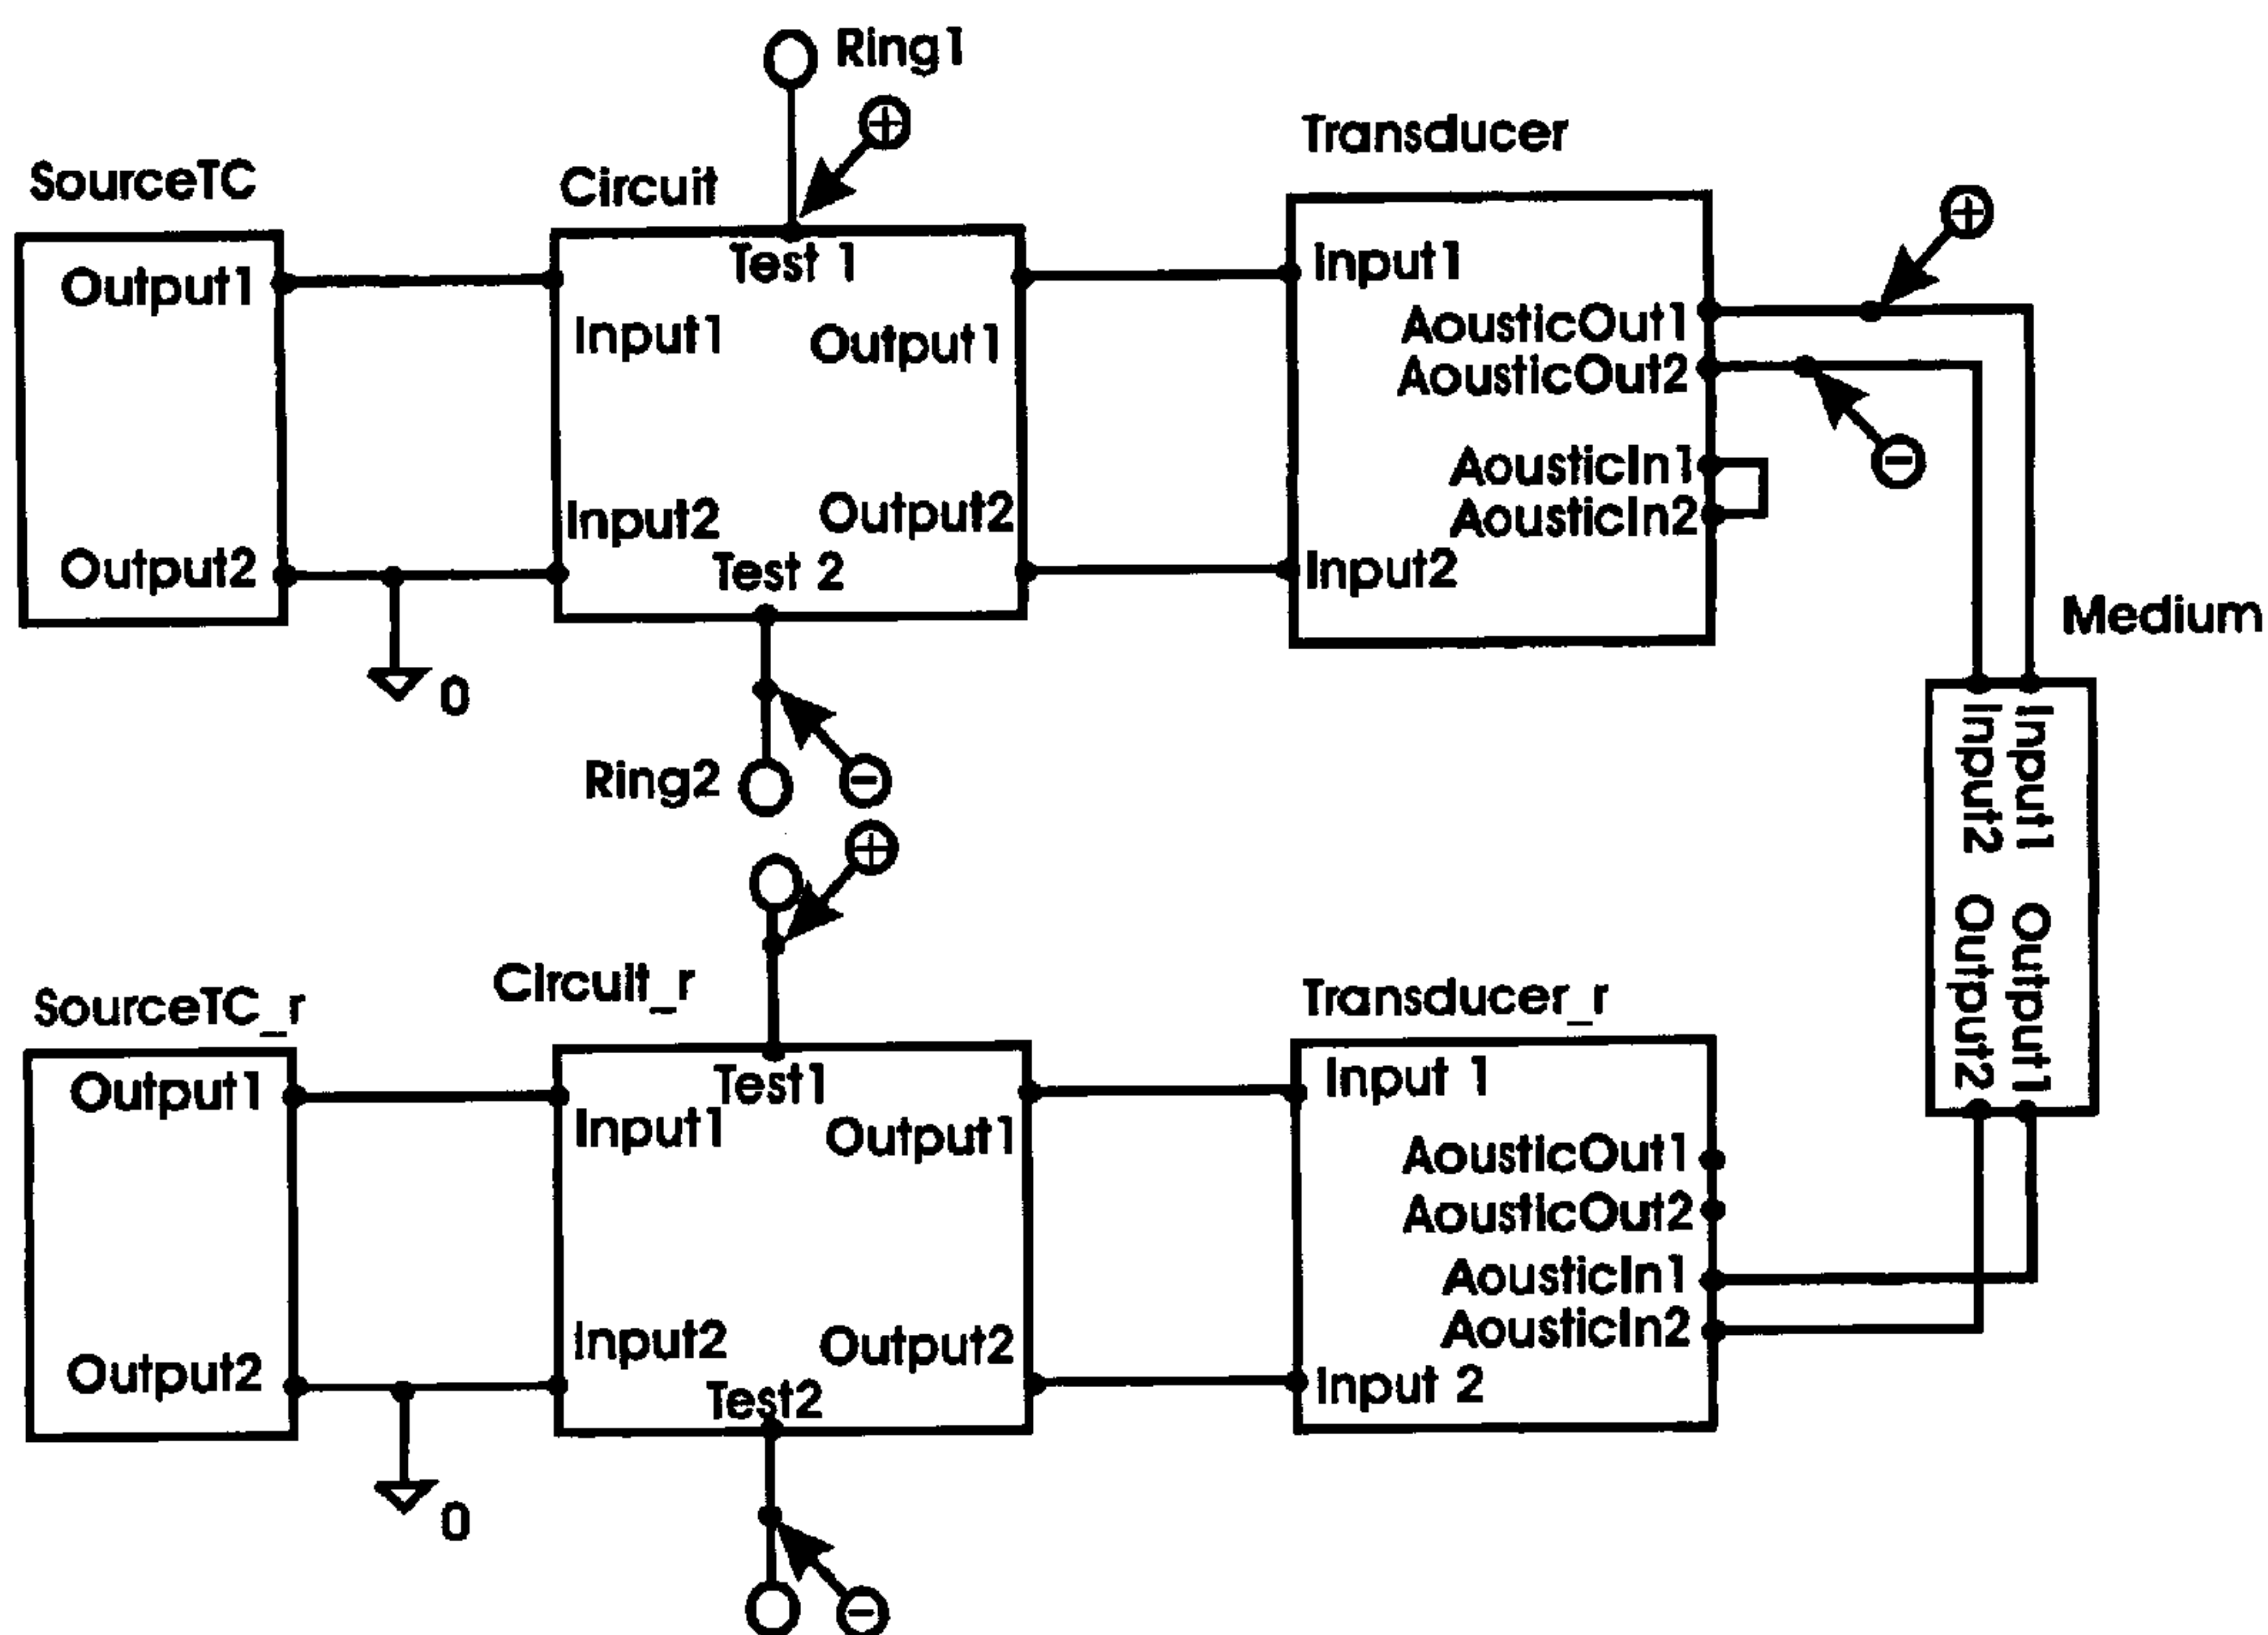 Ring1
Transducer
SourceTC
Circuit
Test 1
Input1
Output1
Input1
Output1
AousticOut1
AousticOut2
AousticIn1
AousticIn2
Input2
Output2
Output2
Test 2
Input2
Medium
0
Ring2
Input1
Input2
Output1
Output2
Circuit_r
Transducer_r
SourceTC_r
Output1
Test1
Input1
Output1
Input 1
AousticOut1
AousticOut2
AousticIn1
AousticIn2
Input2
Output2
Output2
Test2
Input 2
0